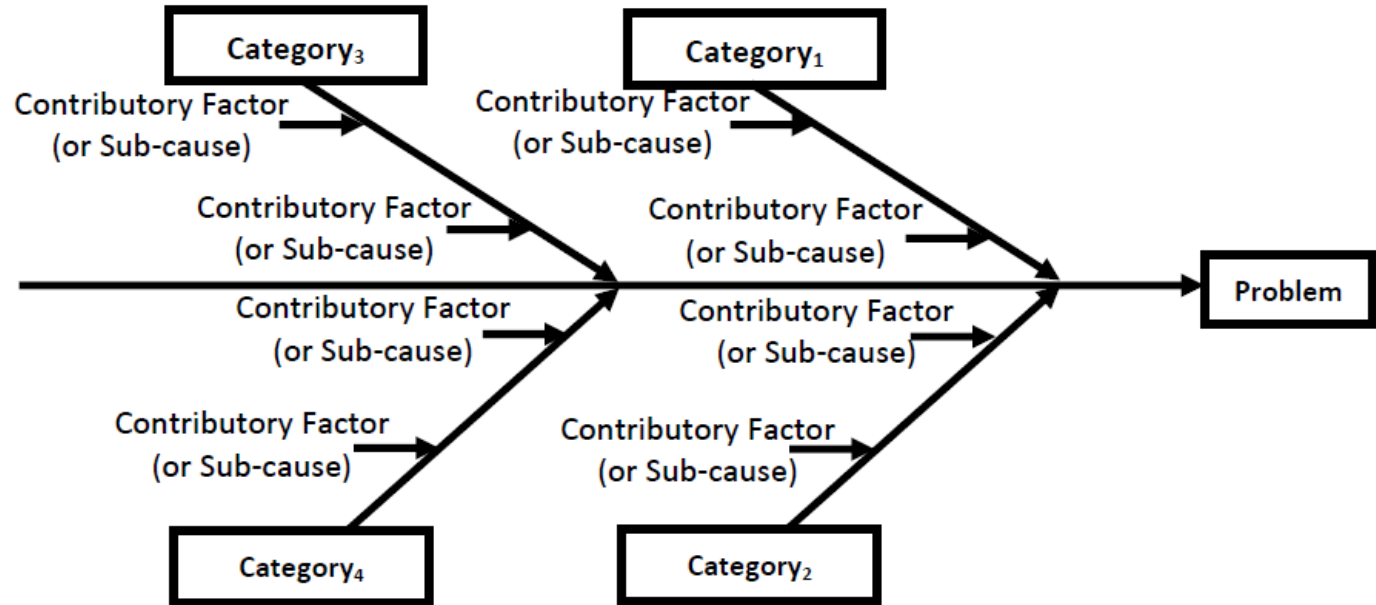 Category₃
Category₁
Contributory Factor
(or Sub-cause)
Contributory Factor
(or Sub-cause)
Contributory Factor
(or Sub-cause)
Contributory Factor
(or Sub-cause)
Problem
Contributory Factor
(or Sub-cause)
Contributory Factor
(or Sub-cause)
Contributory Factor
(or Sub-cause)
Contributory Factor
(or Sub-cause)
Category₄
Category₂